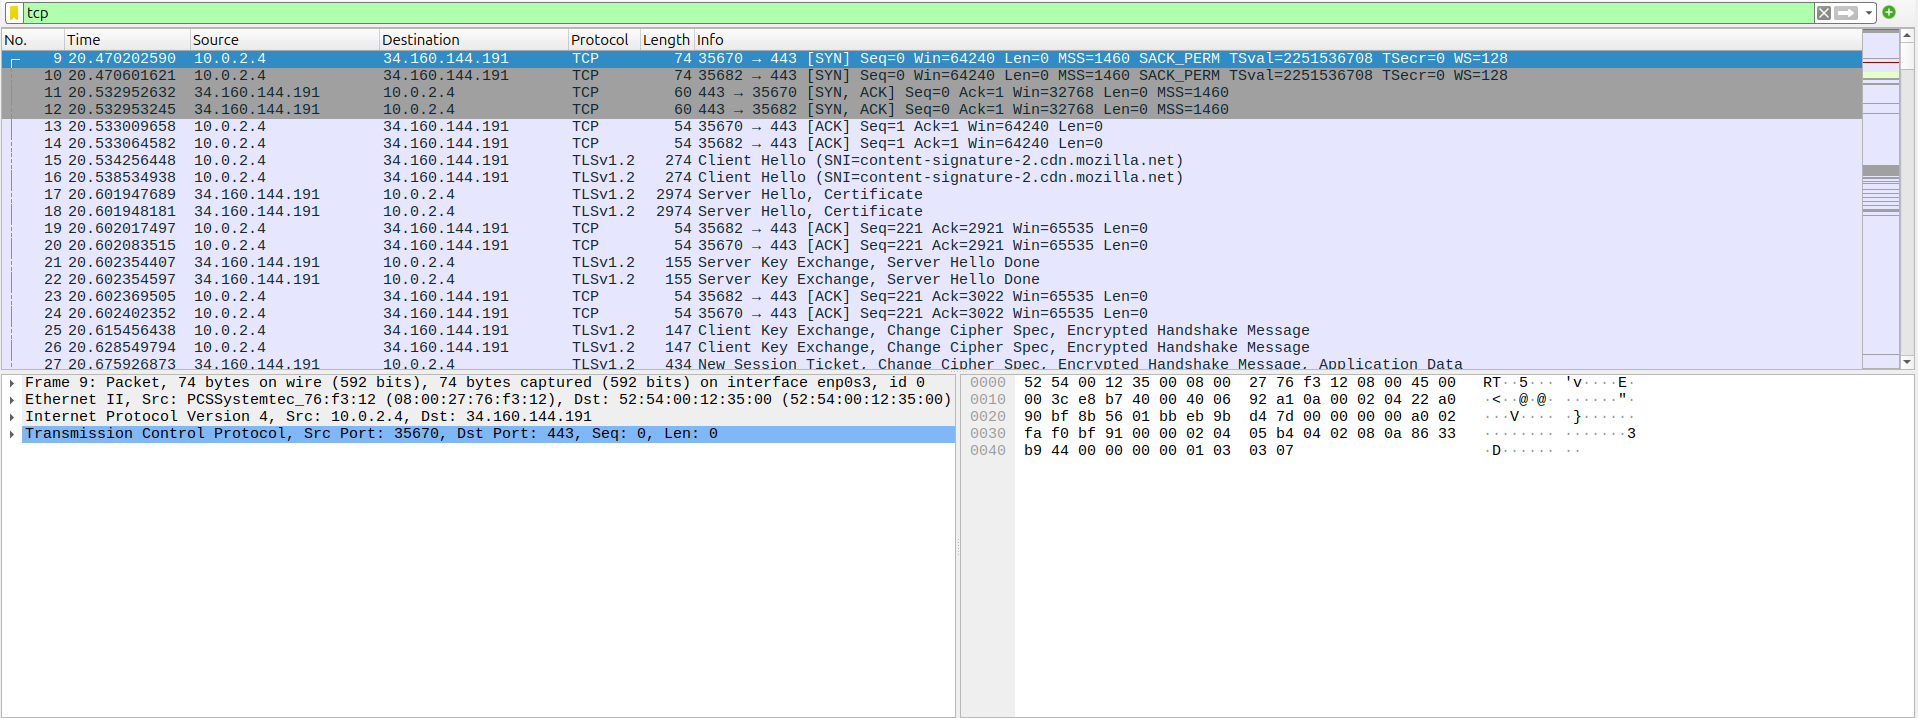 tcp
No. Time Source Destination Protocol Length Info
9 20.470202590 10.0.2.4 34.160.144.191 TCP 74 35670 → 443 [SYN] Seq=0 Win=64240 Len=0 MSS=1460 SACK_PERM TSval=2251536708 TSecr=0 WS=128
10 20.470601621 10.0.2.4 34.160.144.191 TCP 74 35682 → 443 [SYN] Seq=0 Win=64240 Len=0 MSS=1460 SACK_PERM TSval=2251536708 TSecr=0 WS=128
11 20.532952632 34.160.144.191 10.0.2.4 TCP 60 443 → 35670 [SYN, ACK] Seq=0 Ack=1 Win=32768 Len=0 MSS=1460
12 20.532953245 34.160.144.191 10.0.2.4 TCP 60 443 → 35682 [SYN, ACK] Seq=0 Ack=1 Win=32768 Len=0 MSS=1460
13 20.533009658 10.0.2.4 34.160.144.191 TCP 54 35670 → 443 [ACK] Seq=1 Ack=1 Win=64240 Len=0
14 20.533064582 10.0.2.4 34.160.144.191 TCP 54 35682 → 443 [ACK] Seq=1 Ack=1 Win=64240 Len=0
15 20.534256448 10.0.2.4 34.160.144.191 TLSv1.2 274 Client Hello (SNI=content-signature-2.cdn.mozilla.net)
16 20.538534938 10.0.2.4 34.160.144.191 TLSv1.2 274 Client Hello (SNI=content-signature-2.cdn.mozilla.net)
17 20.601947689 34.160.144.191 10.0.2.4 TLSv1.2 2974 Server Hello, Certificate
18 20.601948181 34.160.144.191 10.0.2.4 TLSv1.2 2974 Server Hello, Certificate
19 20.602017497 10.0.2.4 34.160.144.191 TCP 54 35682 → 443 [ACK] Seq=221 Ack=2921 Win=65535 Len=0
20 20.602083515 10.0.2.4 34.160.144.191 TCP 54 35670 → 443 [ACK] Seq=221 Ack=2921 Win=65535 Len=0
21 20.602354407 34.160.144.191 10.0.2.4 TLSv1.2 155 Server Key Exchange, Server Hello Done
22 20.602354597 34.160.144.191 10.0.2.4 TLSv1.2 155 Server Key Exchange, Server Hello Done
23 20.602369505 10.0.2.4 34.160.144.191 TCP 54 35682 → 443 [ACK] Seq=221 Ack=3022 Win=65535 Len=0
24 20.602402352 10.0.2.4 34.160.144.191 TCP 54 35670 → 443 [ACK] Seq=221 Ack=3022 Win=65535 Len=0
25 20.615456438 10.0.2.4 34.160.144.191 TLSv1.2 147 Client Key Exchange, Change Cipher Spec, Encrypted Handshake Message
26 20.628549794 10.0.2.4 34.160.144.191 TLSv1.2 147 Client Key Exchange, Change Cipher Spec, Encrypted Handshake Message
27 20.675926873 34.160.144.191 10.0.2.4 TLSv1.2 434 New Session Ticket, Change Cipher Spec, Encrypted Handshake Message, Application Data
Frame 9: Packet, 74 bytes on wire (592 bits), 74 bytes captured (592 bits) on interface enp0s3, id 0
Ethernet II, Src: PCSSystemtec_76:f3:12 (08:00:27:76:f3:12), Dst: 52:54:00:12:35:00 (52:54:00:12:35:00)
Internet Protocol Version 4, Src: 10.0.2.4, Dst: 34.160.144.191
Transmission Control Protocol, Src Port: 35670, Dst Port: 443, Seq: 0, Len: 0
0000 52 54 00 12 35 00 08 00 27 76 f3 12 08 00 45 00 RT··5··· 'v····E·
0010 00 3c e8 b7 40 00 40 06 92 a1 0a 00 02 04 22 a0 ·<··@·@· ······"·
0020 90 bf 8b 56 01 bb eb 9b d4 7d 00 00 00 00 a0 02 ···V···· ·}······
0030 fa f0 bf 91 00 00 02 04 05 b4 04 02 08 0a 86 33 ········ ·······3
0040 b9 44 00 00 00 00 01 03 03 07 ·D······ ··